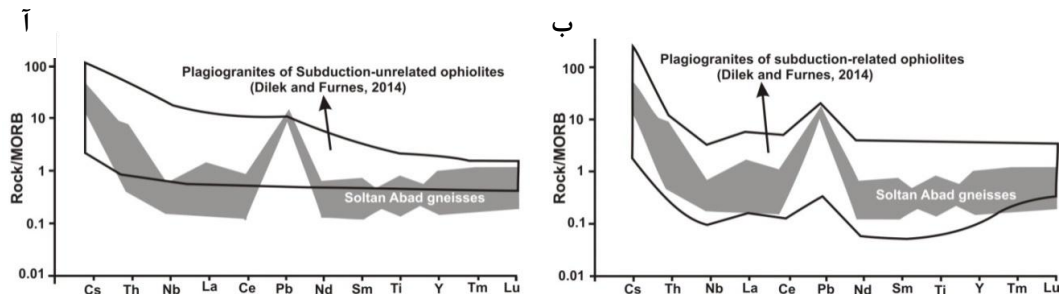 آ
Rock/MORB
100
10
1
0.1
0.01
Plagiogranites of Subduction-unrelated ophiolites
(Dilek and Furnes, 2014)
Soltan Abad gneisses
Cs Th Nb La Ce Pb Nd Sm Ti Y Tm Lu
ب
Rock/MORB
100
10
1
0.1
0.01
Plagiogranites of subduction-related ophiolites
(Dilek and Furnes, 2014)
Soltan Abad gneisses
Cs Th Nb La Ce Pb Nd Sm Ti Y Tm Lu